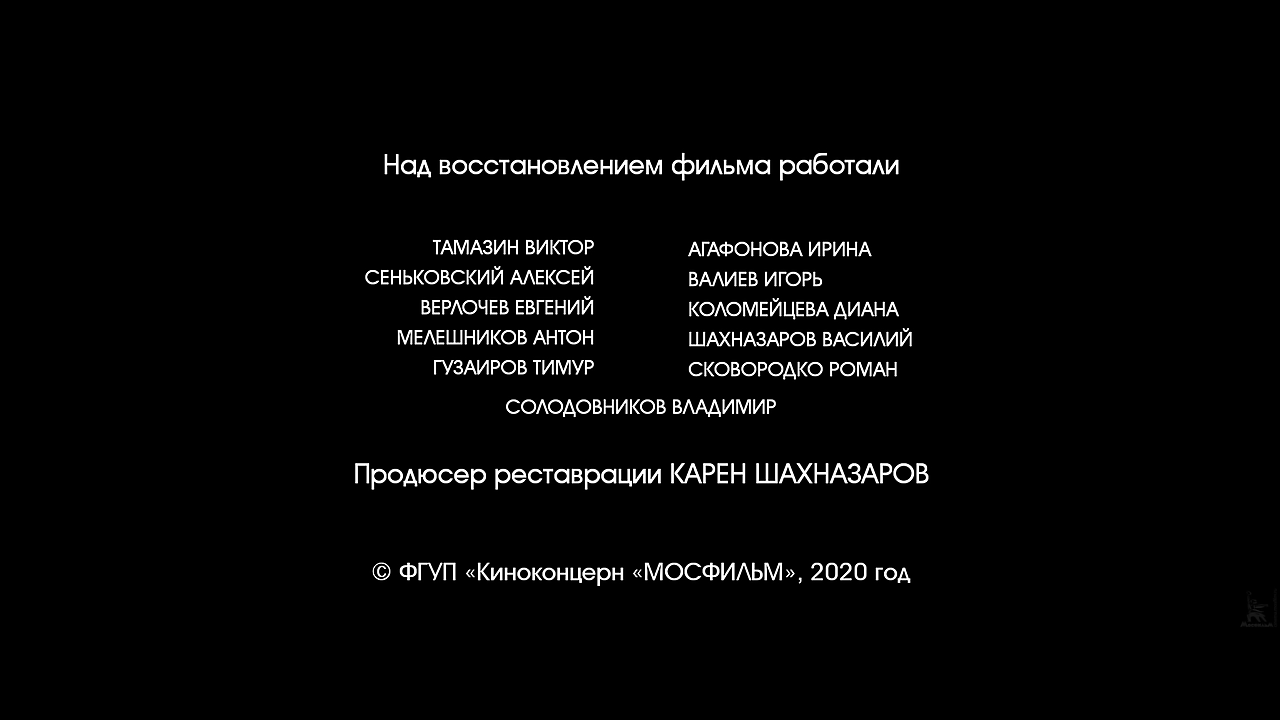 Над восстановлением фильма работали
ТАМАЗИН ВИКТОР
СЕНЬКОВСКИЙ АЛЕКСЕЙ
ВЕРЛОЧЕВ ЕВГЕНИЙ
МЕЛЕШНИКОВ АНТОН
ГУЗАИРОВ ТИМУР
АГАФОНОВА ИРИНА
ВАЛИЕВ ИГОРЬ
КОЛОМЕЙЦЕВА ДИАНА
ШАХНАЗАРОВ ВАСИЛИЙ
СКОВОРОДКО РОМАН
СОЛОДОВНИКОВ ВЛАДИМИР
Продюсер реставрации КАРЕН ШАХНАЗАРОВ
© ФГУП «Киноконцерн «МОСФИЛЬМ», 2020 год